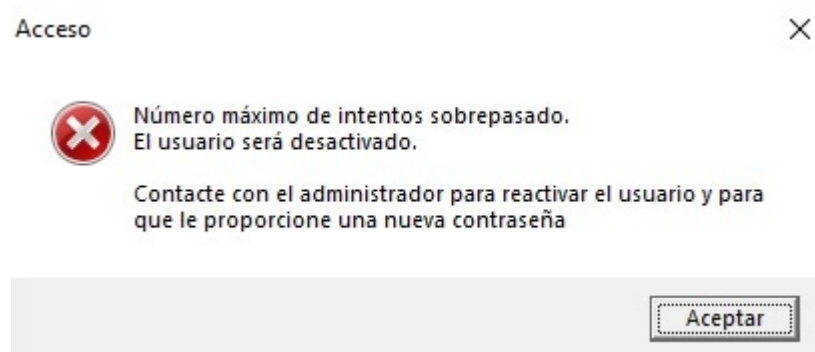 Acceso
Número máximo de intentos sobrepasado.
El usuario será desactivado.
Contacte con el administrador para reactivar el usuario y para
que le proporcione una nueva contraseña
Aceptar